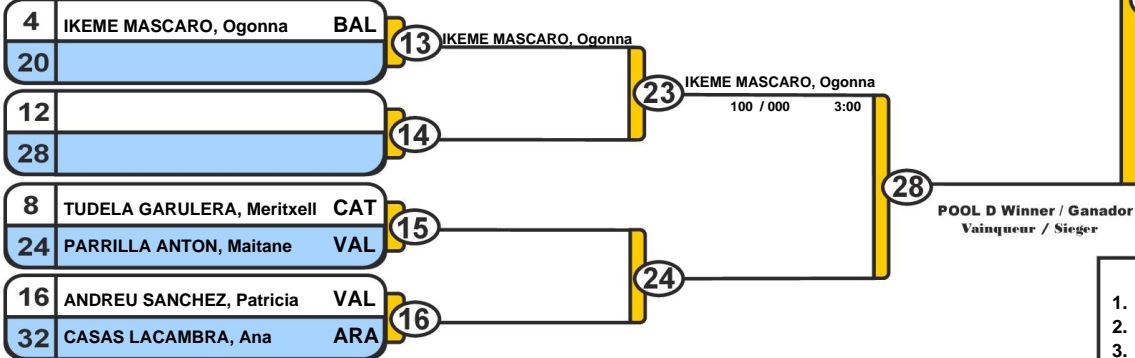 4 IKEME MASCARO, Ogonna BAL
20
13 IKEME MASCARO, Ogonna
12
28
14
23 IKEME MASCARO, Ogonna
100 / 000 3:00
8 TUDELA GARULERA, Meritxell CAT
24 PARRILLA ANTON, Maitane VAL
15
16 ANDREU SANCHEZ, Patricia VAL
32 CASAS LACAMBRA, Ana ARA
16
24
28
POOL D Winner / Ganador
Vainqueur / Sieger
1.
2.
3.